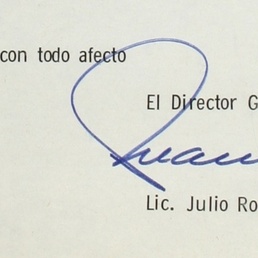 con todo afecto
El Director G
Lic. Julio Ro